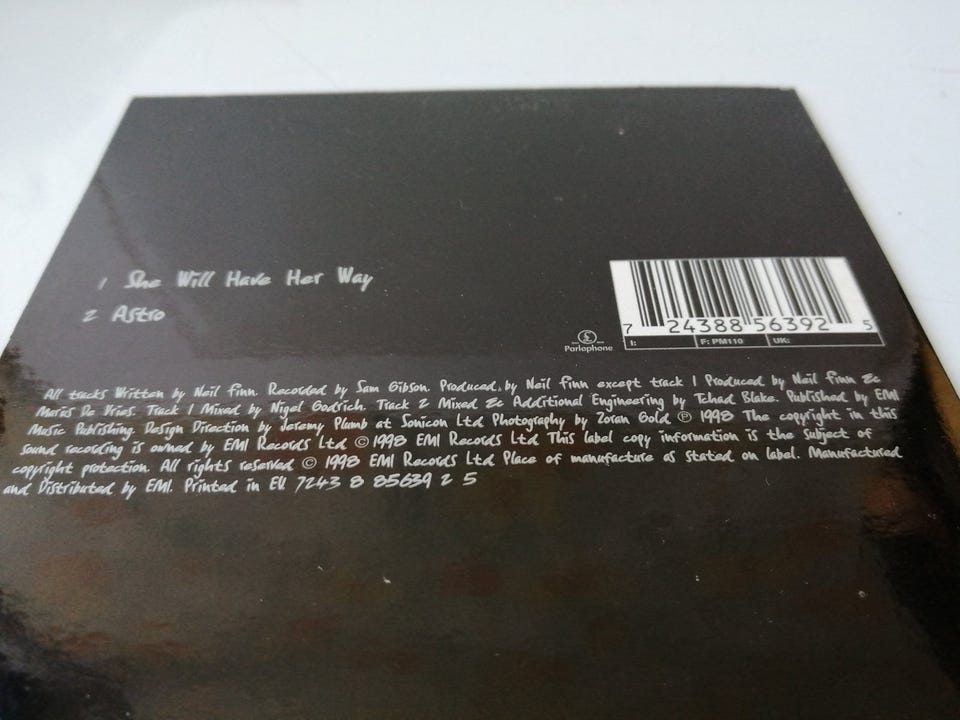 1 She Will Have Her Way
2 Astro
7 24388 56392 5
Parlophone
I: F: PM110 UK:
All tracks Written by Neil Finn. Recorded by Sam Gibson. Produced by Neil Finn except track 1 Produced by Neil Finn &
Marius De Vries. Track 1 Mixed by Nigel Godrich. Track 2 Mixed & Additional Engineering by Tchad Blake. Published by EMI
Music Publishing. Design Direction by Jeremy Plumb at Sonicon Ltd Photography by Zoran Gold ℗ 1998 The copyright in this
sound recording is owned by EMI Records Ltd © 1998 EMI Records Ltd This label copy information is the subject of
copyright protection. All rights reserved © 1998 EMI Records Ltd Place of manufacture as stated on label. Manufactured
and Distributed by EMI. Printed in EU 7243 8 85639 2 5